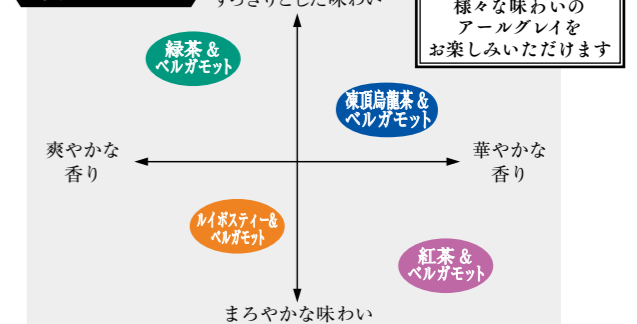 すっきりとした味わい
様々な味わいの
アールグレイを
お楽しみいただけます
緑茶 &
ベルガモット
凍頂烏龍茶 &
ベルガモット
爽やかな
香り
華やかな
香り
ルイボスティー&
ベルガモット
紅茶 &
ベルガモット
まろやかな味わい